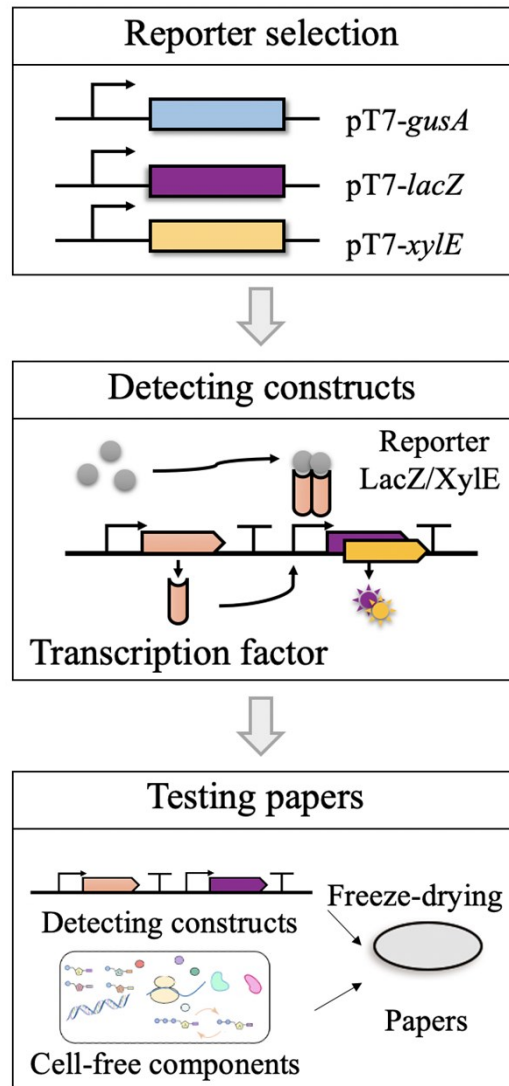 Reporter selection
pT7-gusA
pT7-lacZ
pT7-xylE
Detecting constructs
Reporter
LacZ/XylE
Transcription factor
Testing papers
Freeze-drying
Detecting constructs
Papers
Cell-free components